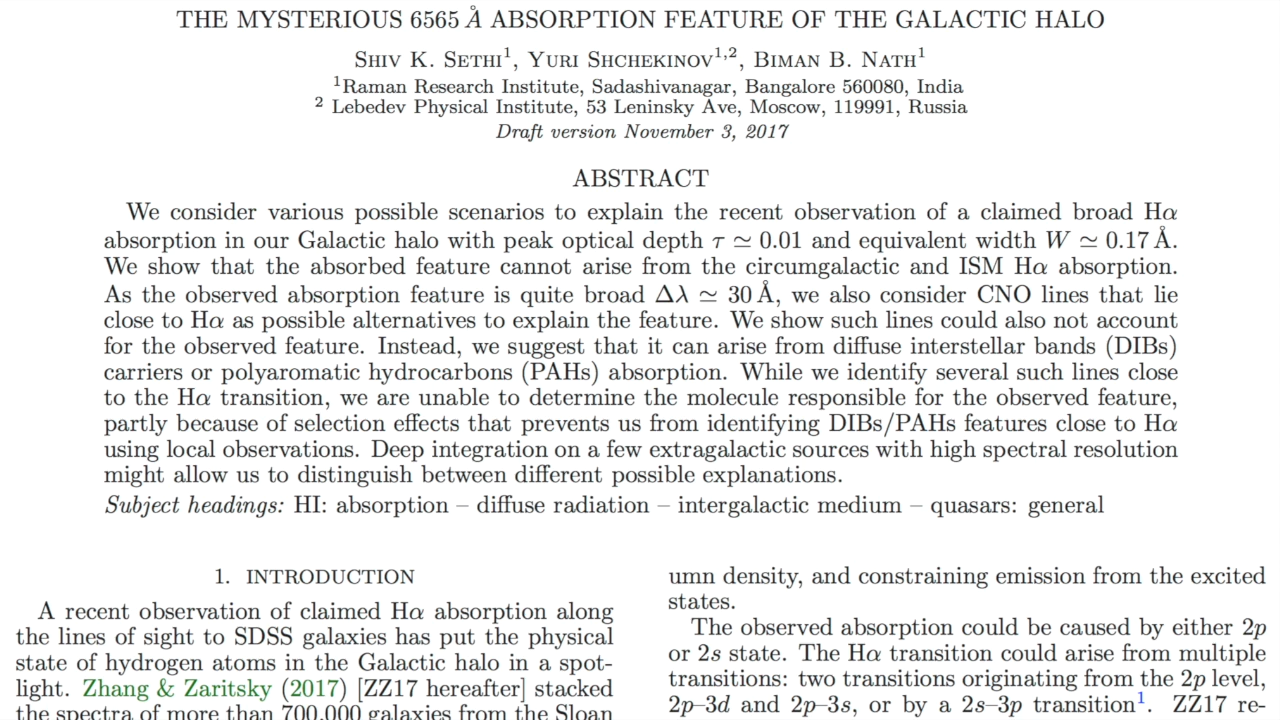 THE MYSTERIOUS 6565 Å ABSORPTION FEATURE OF THE GALACTIC HALO
Shiv K. Sethi¹, Yuri Shchekinov¹,², Biman B. Nath¹
¹Raman Research Institute, Sadashivanagar, Bangalore 560080, India
² Lebedev Physical Institute, 53 Leninsky Ave, Moscow, 119991, Russia
Draft version November 3, 2017
ABSTRACT
We consider various possible scenarios to explain the recent observation of a claimed broad Hα
absorption in our Galactic halo with peak optical depth τ ≃ 0.01 and equivalent width W ≃ 0.17 Å.
We show that the absorbed feature cannot arise from the circumgalactic and ISM Hα absorption.
As the observed absorption feature is quite broad Δλ ≃ 30 Å, we also consider CNO lines that lie
close to Hα as possible alternatives to explain the feature. We show such lines could also not account
for the observed feature. Instead, we suggest that it can arise from diffuse interstellar bands (DIBs)
carriers or polyaromatic hydrocarbons (PAHs) absorption. While we identify several such lines close
to the Hα transition, we are unable to determine the molecule responsible for the observed feature,
partly because of selection effects that prevents us from identifying DIBs/PAHs features close to Hα
using local observations. Deep integration on a few extragalactic sources with high spectral resolution
might allow us to distinguish between different possible explanations.
Subject headings: HI: absorption – diffuse radiation – intergalactic medium – quasars: general
1. INTRODUCTION
A recent observation of claimed Hα absorption along
the lines of sight to SDSS galaxies has put the physical
state of hydrogen atoms in the Galactic halo in a spot-
light. Zhang & Zaritsky (2017) [ZZ17 hereafter] stacked
the spectra of more than 700,000 galaxies from the Sloan
umn density, and constraining emission from the excited
states.
The observed absorption could be caused by either 2p
or 2s state. The Hα transition could arise from multiple
transitions: two transitions originating from the 2p level,
2p–3d and 2p–3s, or by a 2s–3p transition¹. ZZ17 re-